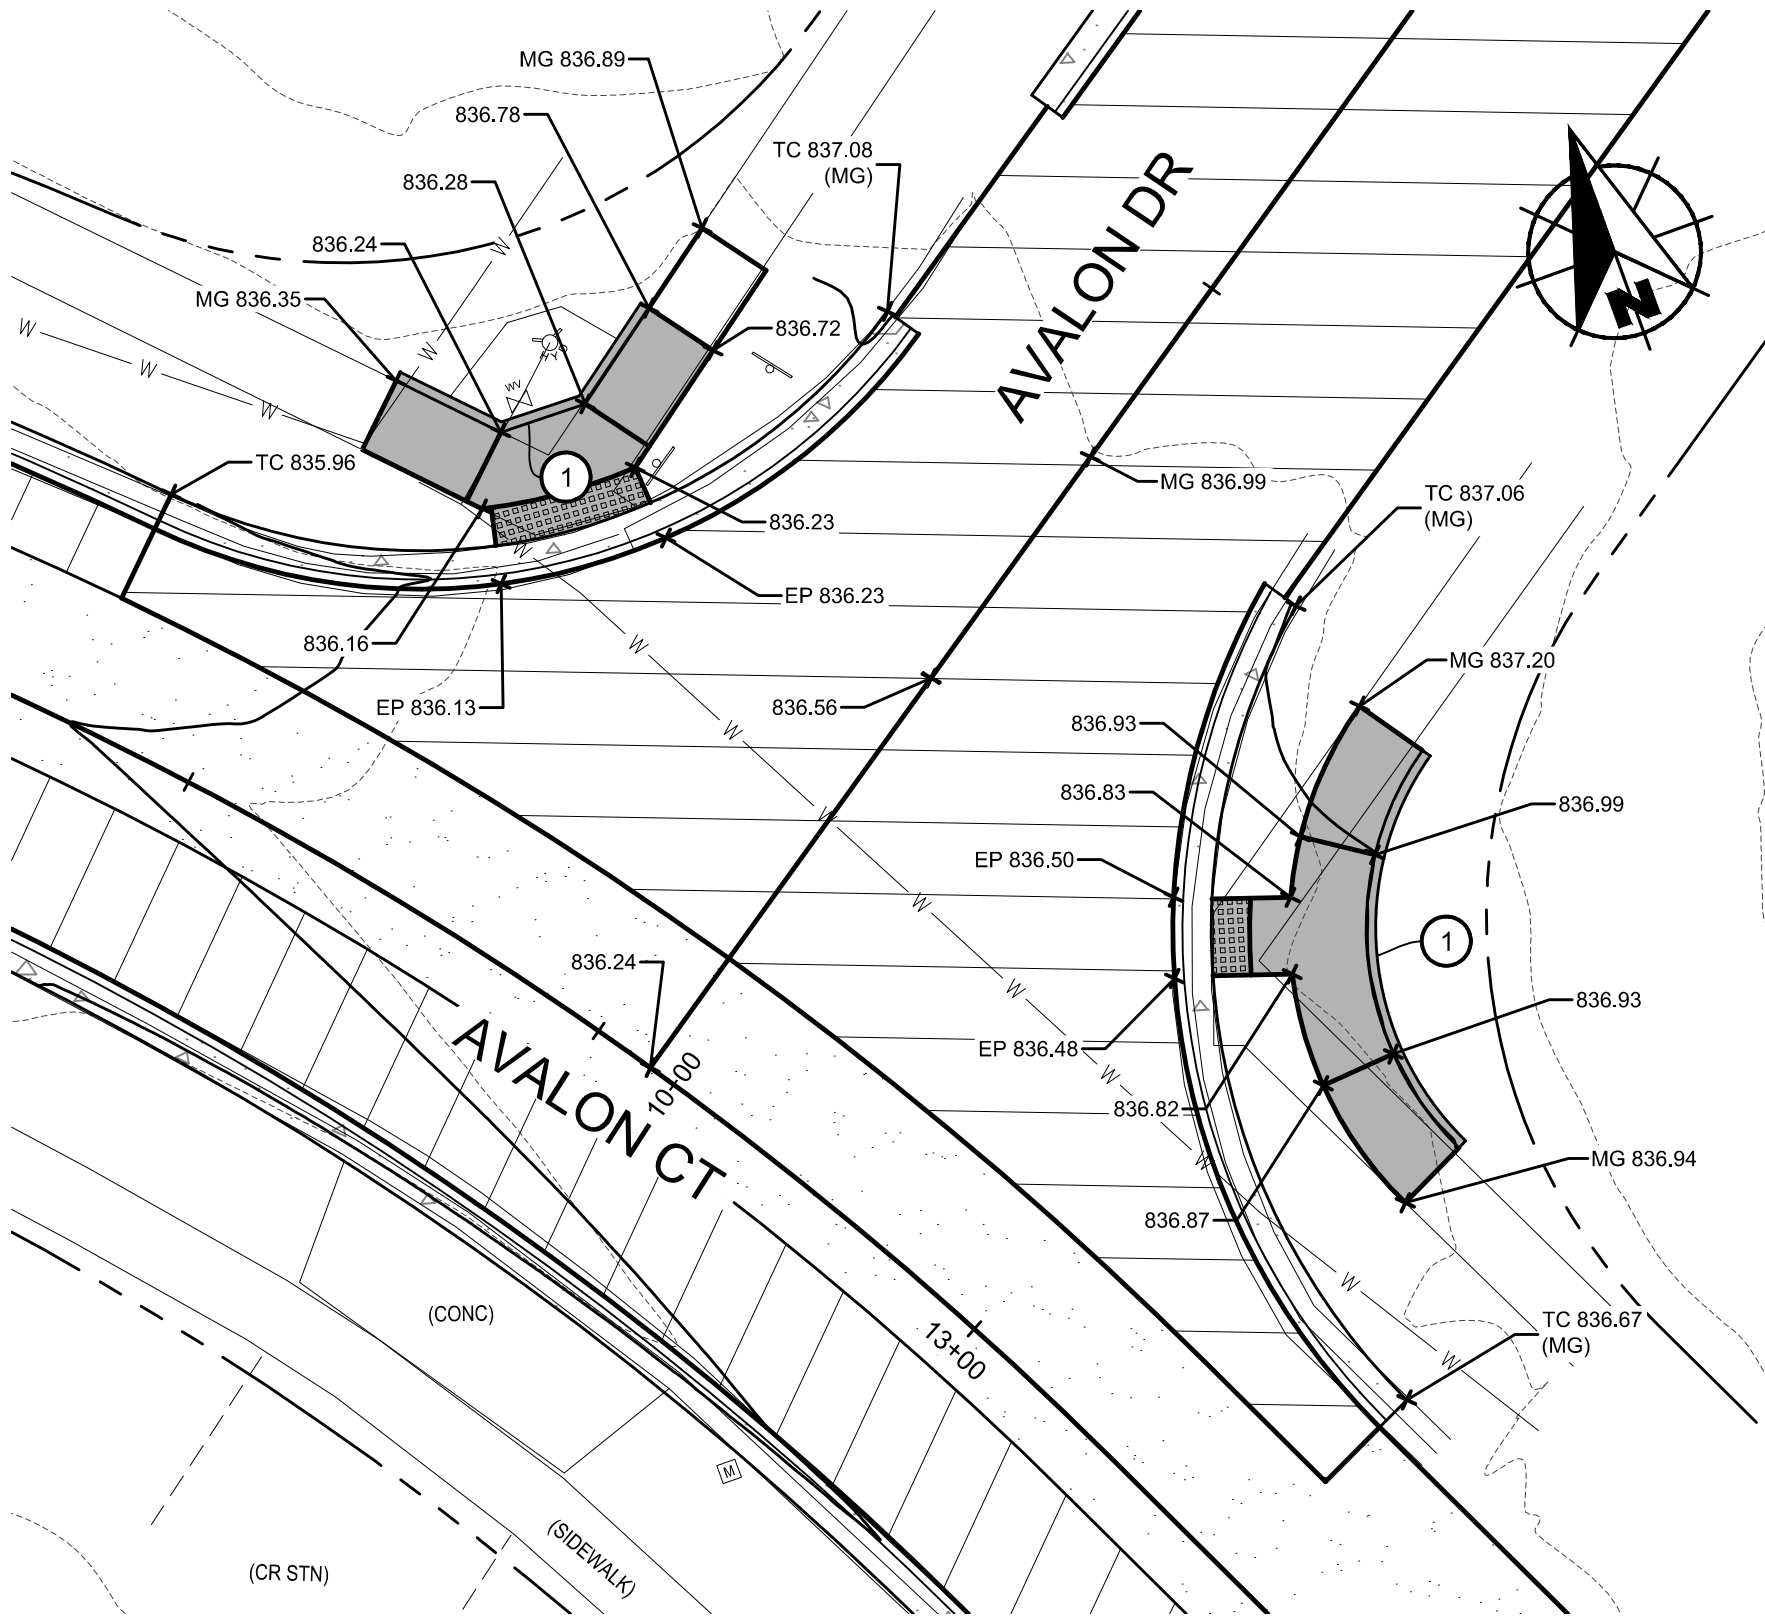 MG 836.89
836.78
TC 837.08
(MG)
836.28
836.24
MG 836.35
836.72
AVALON DR
N
W
W
W
W
W
HYD
WV
TC 835.96
1
MG 836.99
TC 837.06
(MG)
836.23
EP 836.23
836.16
EP 836.13
836.56
W
W
W
W
W
MG 837.20
836.93
836.83
836.99
EP 836.50
1
836.24
W
836.93
EP 836.48
AVALON CT
10+00
W
836.82
W
MG 836.94
836.87
W
(CONC)
13+00
TC 836.67
(MG)
W
M
(SIDEWALK)
(CR STN)